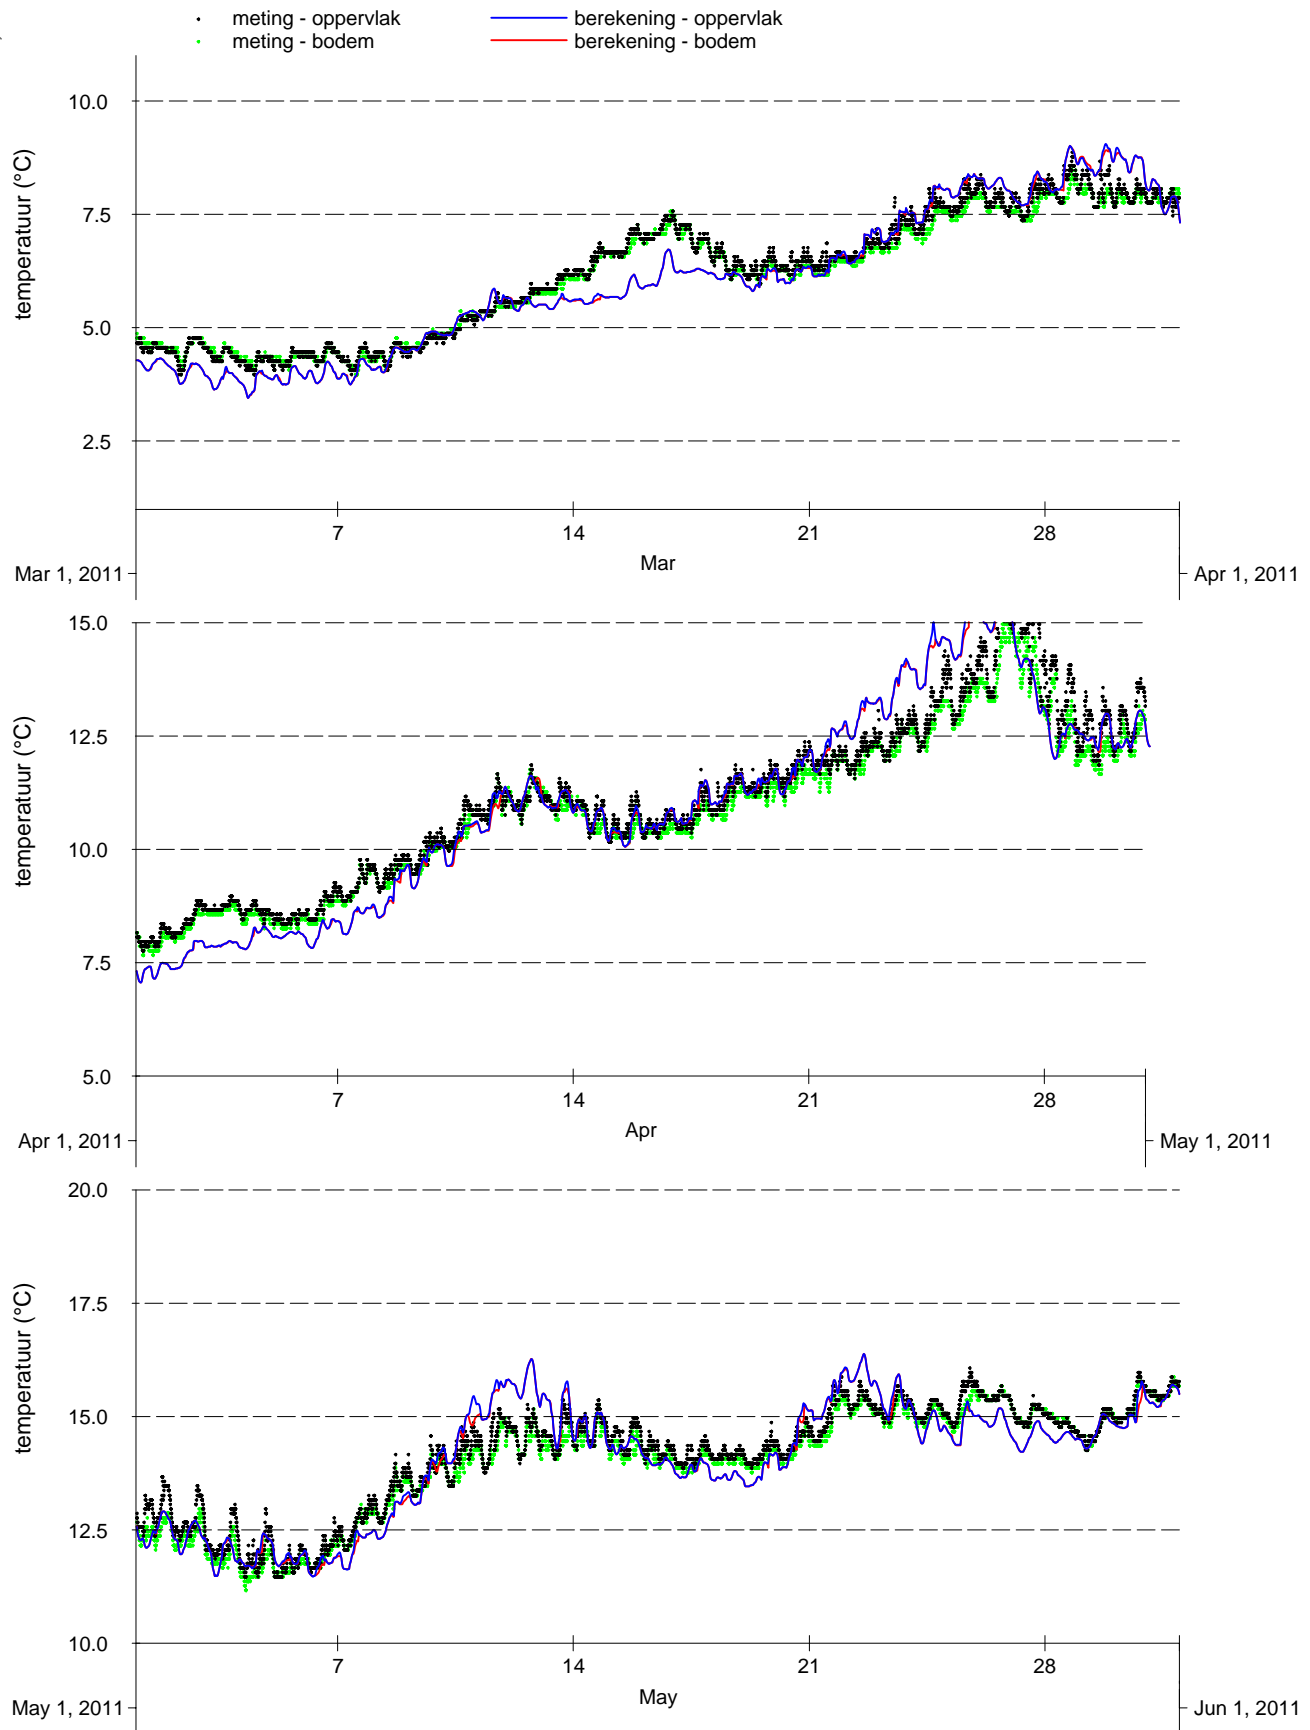 meting - oppervlak berekening - oppervlak
meting - bodem berekening - bodem
temperatuur (°C)
10.0
7.5
5.0
2.5
7 14 21 28
Mar
Mar 1, 2011 Apr 1, 2011
temperatuur (°C)
15.0
12.5
10.0
7.5
5.0
7 14 21 28
Apr
Apr 1, 2011 May 1, 2011
temperatuur (°C)
20.0
17.5
15.0
12.5
10.0
7 14 21 28
May
May 1, 2011 Jun 1, 2011